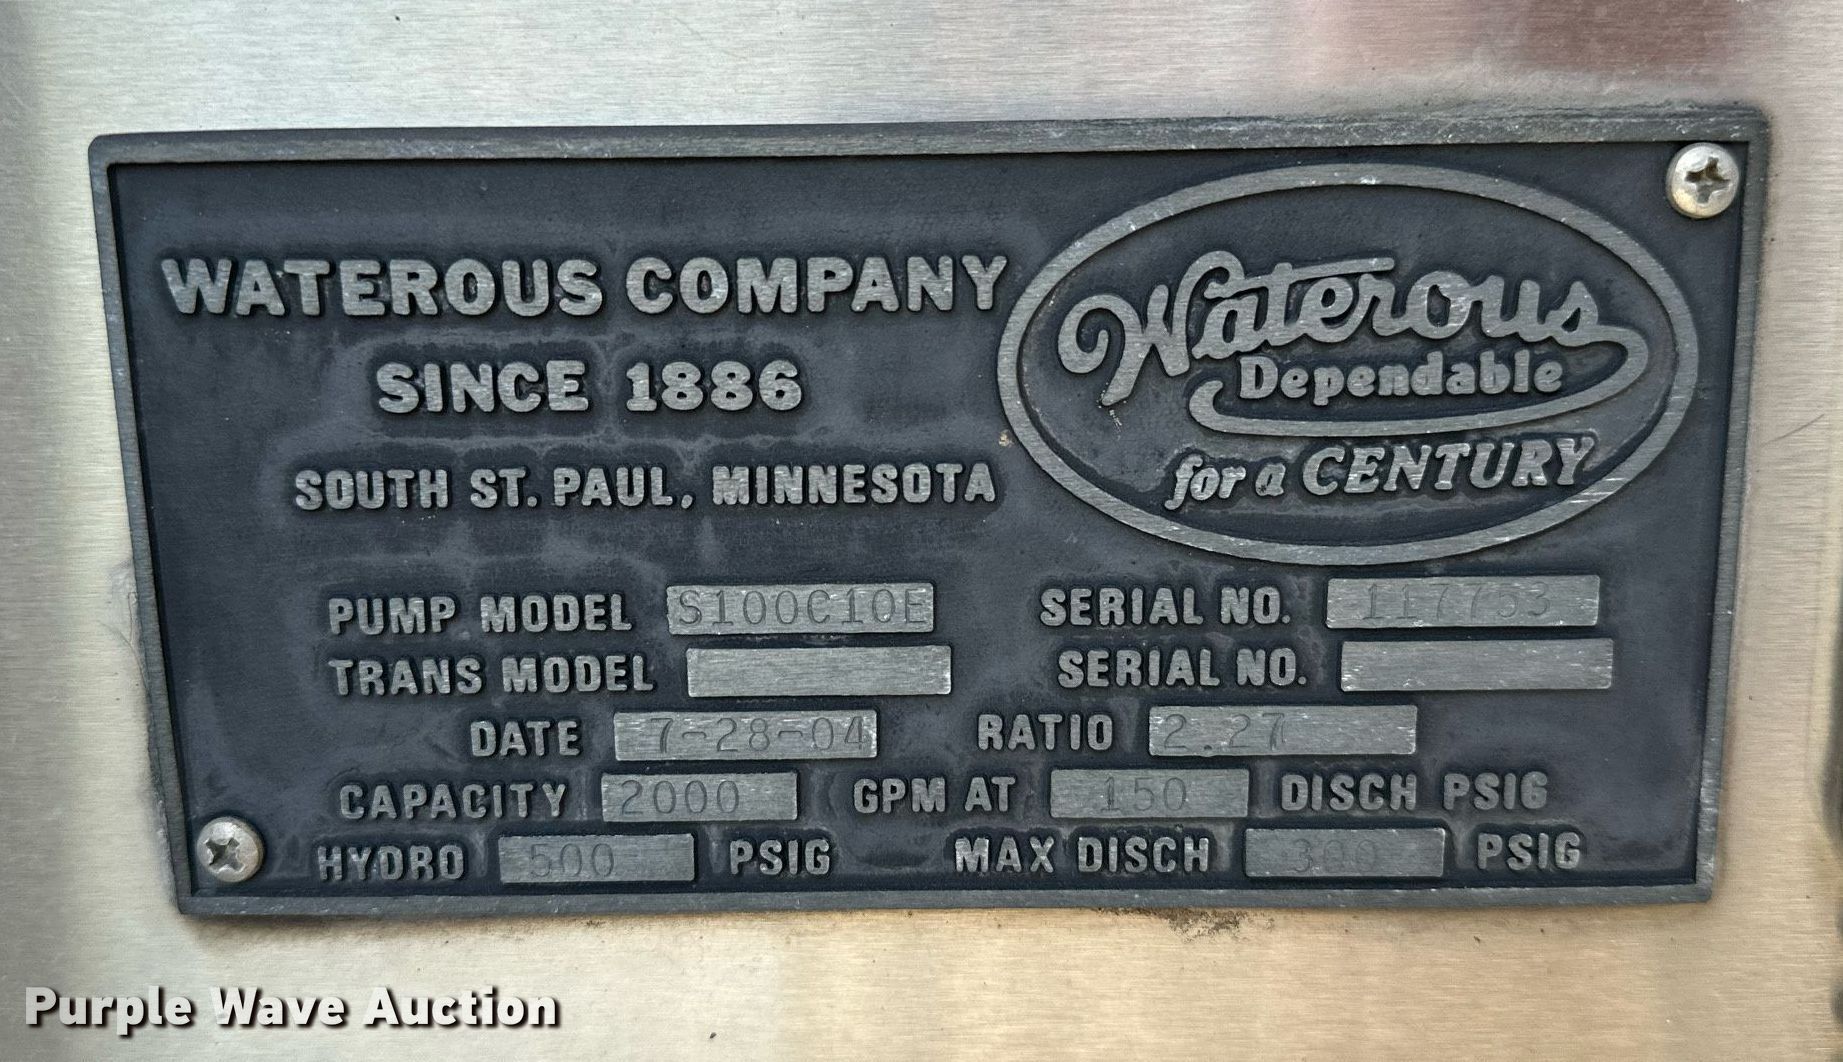 WATEROUS COMPANY
SINCE 1886
SOUTH ST. PAUL, MINNESOTA
Waterous
Dependable
for a CENTURY
PUMP MODEL S100C10E SERIAL NO. 117753
TRANS MODEL SERIAL NO.
DATE 7-28-04 RATIO 2.27
CAPACITY 2000 GPM AT 150 DISCH PSIG
HYDRO 500 PSIG MAX DISCH 300 PSIG
Purple Wave Auction